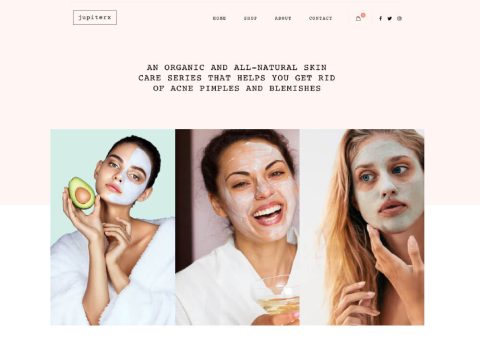 jupiterx
HOME SHOP ABOUT CONTACT
AN ORGANIC AND ALL-NATURAL SKIN
CARE SERIES THAT HELPS YOU GET RID
OF ACNE PIMPLES AND BLEMISHES